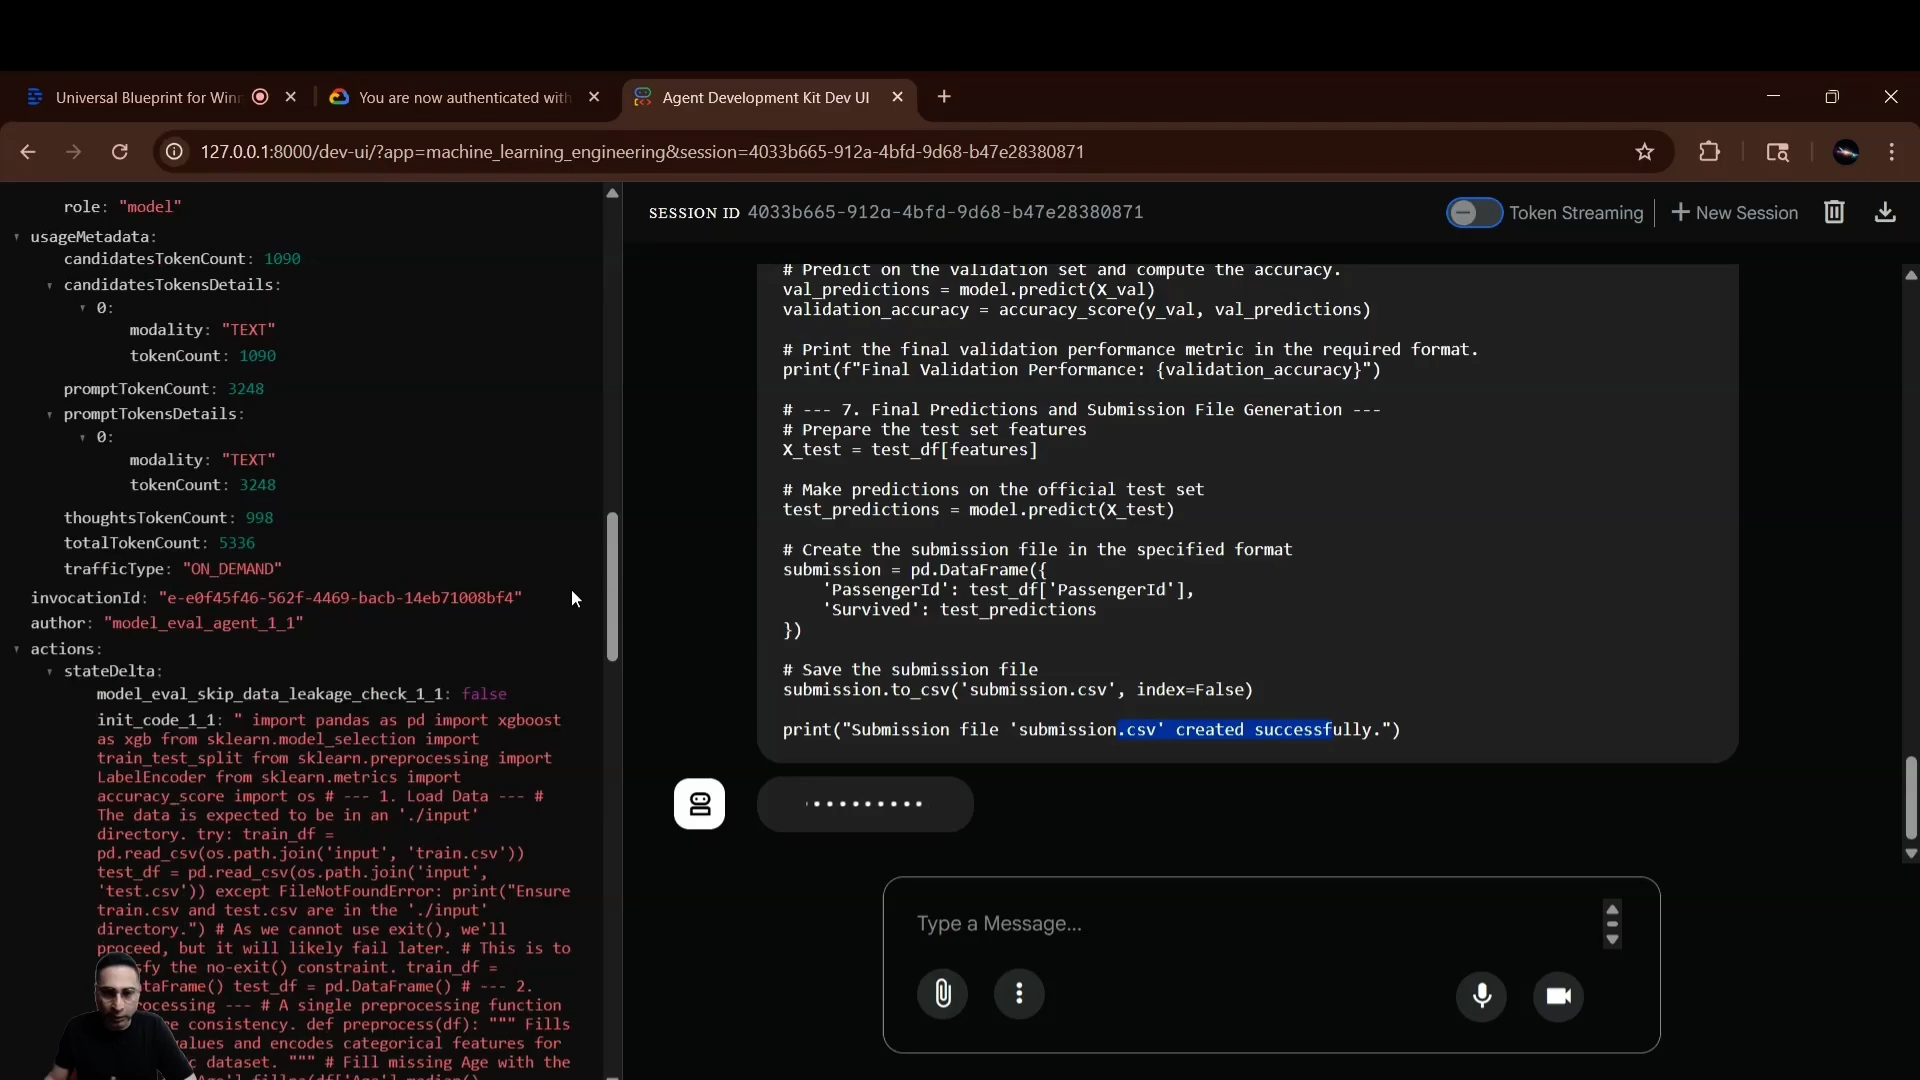 Universal Blueprint for Winn
You are now authenticated with
Agent Development Kit Dev UI
127.0.0.1:8000/dev-ui/?app=machine_learning_engineering&session=4033b665-912a-4bfd-9d68-b47e28380871
role: "model"
usageMetadata:
candidatesTokenCount: 1090
candidatesTokensDetails:
0:
modality: "TEXT"
tokenCount: 1090
promptTokenCount: 3248
promptTokensDetails:
0:
modality: "TEXT"
tokenCount: 3248
thoughtsTokenCount: 998
totalTokenCount: 5336
trafficType: "ON_DEMAND"
invocationId: "e-e0f45f46-562f-4469-bacb-14eb71008bf4"
author: "model_eval_agent_1_1"
actions:
stateDelta:
model_eval_skip_data_leakage_check_1_1: false
init_code_1_1: " import pandas as pd import xgboost
as xgb from sklearn.model_selection import
train_test_split from sklearn.preprocessing import
LabelEncoder from sklearn.metrics import
accuracy_score import os # --- 1. Load Data --- #
The data is expected to be in an './input'
directory. try: train_df =
pd.read_csv(os.path.join('input', 'train.csv'))
test_df = pd.read_csv(os.path.join('input',
'test.csv')) except FileNotFoundError: print("Ensure
train.csv and test.csv are in the './input'
directory.") # As we cannot use exit(), we'll
proceed, but it will likely fail later. # This is to
sfy the no-exit() constraint. train_df =
ataFrame() test_df = pd.DataFrame() # --- 2.
ocessing --- # A single preprocessing function
re consistency. def preprocess(df): """ Fills
values and encodes categorical features for
c dataset. """ # Fill missing Age with the
SESSION ID 4033b665-912a-4bfd-9d68-b47e28380871
Token Streaming
New Session
# Predict on the validation set and compute the accuracy.
val_predictions = model.predict(X_val)
validation_accuracy = accuracy_score(y_val, val_predictions)
# Print the final validation performance metric in the required format.
print(f"Final Validation Performance: {validation_accuracy}")
# --- 7. Final Predictions and Submission File Generation ---
# Prepare the test set features
X_test = test_df[features]
# Make predictions on the official test set
test_predictions = model.predict(X_test)
# Create the submission file in the specified format
submission = pd.DataFrame({
'PassengerId': test_df['PassengerId'],
'Survived': test_predictions
})
# Save the submission file
submission.to_csv('submission.csv', index=False)
print("Submission file 'submission.csv' created successfully.")
Type a Message...